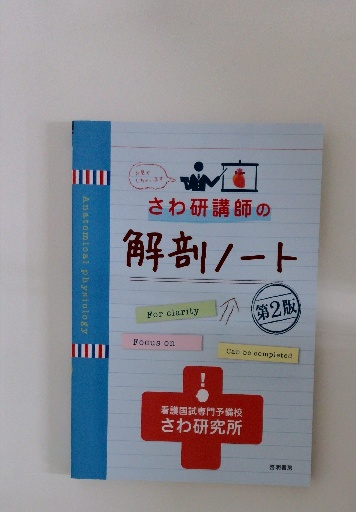 さわ研講師の
解剖ノート
第2版
For clarity
Focus on
Can be completed
!
看護国試専門予備校
さわ研究所
Anatomical physiology